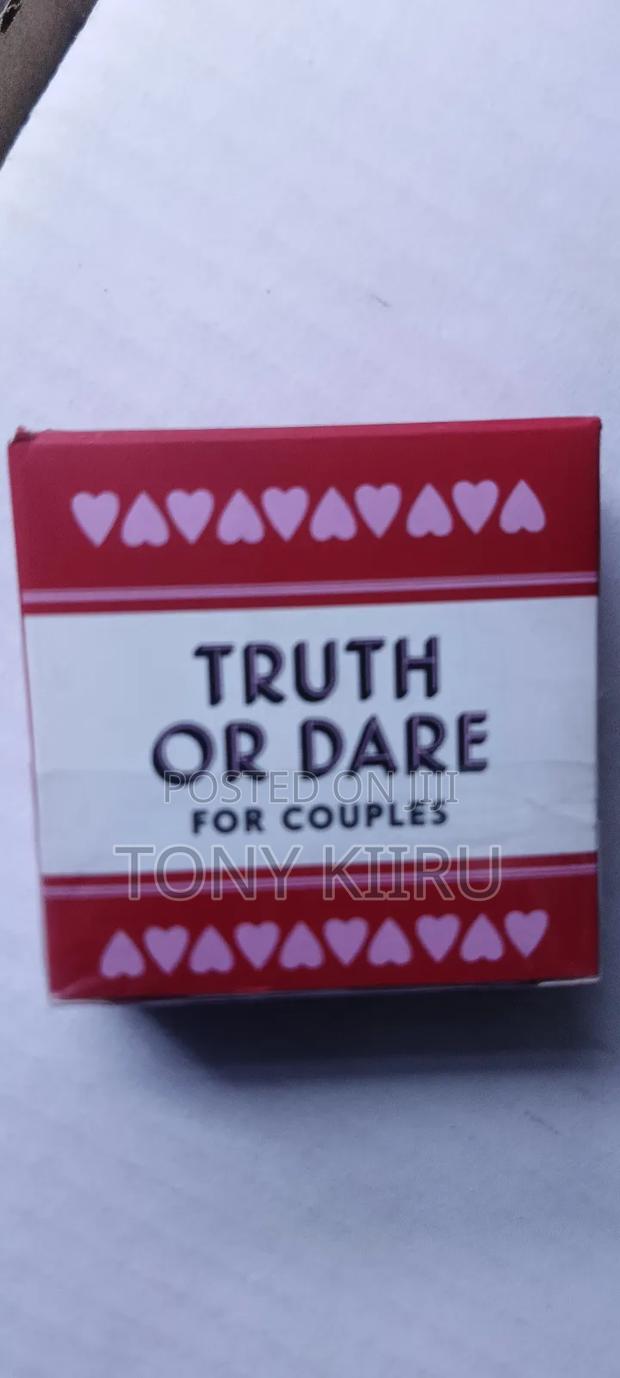 TRUTH
OR DARE
POSTED ON JIJI
FOR COUPLES
TONY KIIRU